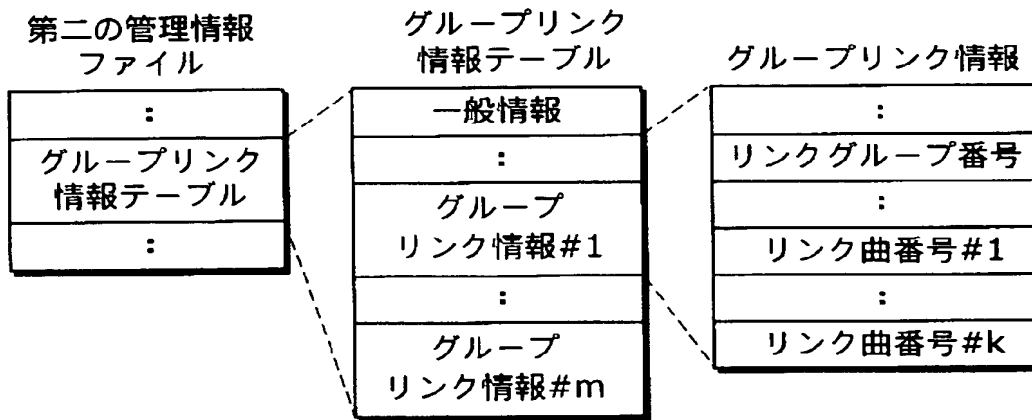 第二の管理情報
ファイル
:
グループリンク
情報テーブル
:
グループリンク
情報テーブル
一般情報
:
グループ
リンク情報#1
:
グループ
リンク情報#m
グループリンク情報
:
リンクグループ番号
:
リンク曲番号#1
:
リンク曲番号#k